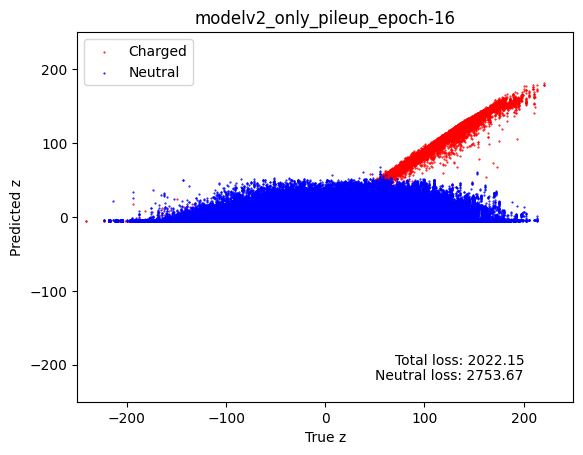 modelv2_only_pileup_epoch-16
Charged
Neutral
200
100
0
−100
−200
Predicted z
Total loss: 2022.15
Neutral loss: 2753.67
−200
−100
0
100
200
True z